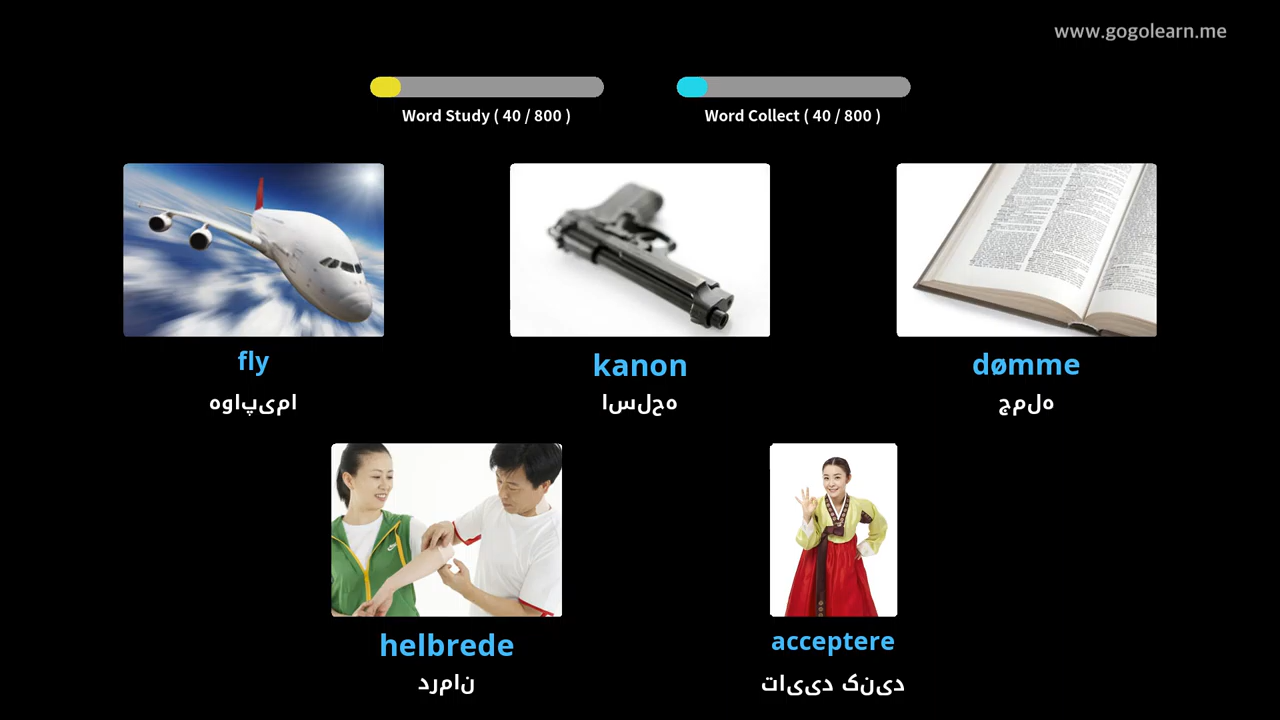 www.gogolearn.me
Word Study ( 40 / 800 )
Word Collect ( 40 / 800 )
fly
هواپیما
kanon
اسلحه
dømme
جمله
helbrede
درمان
acceptere
تایید کنید